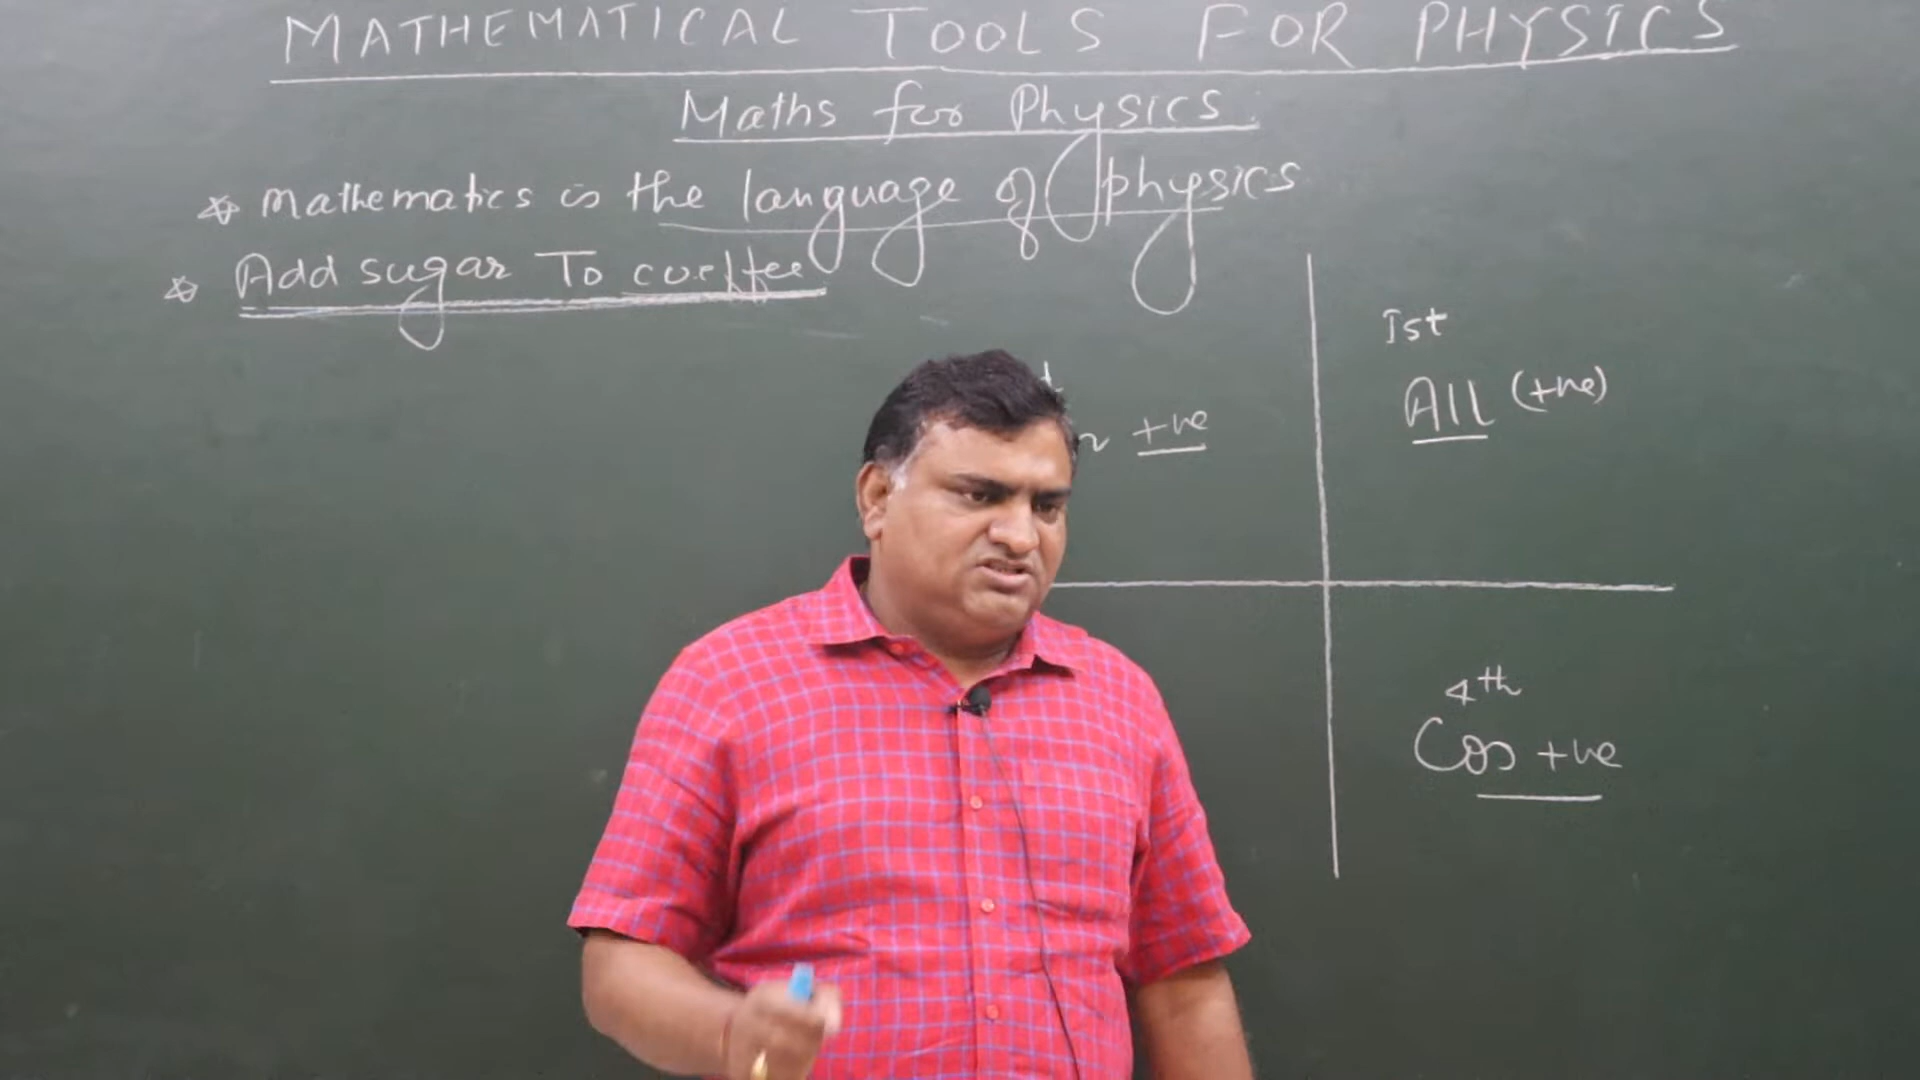 MATHEMATICAL TOOLS FOR PHYSICS
Maths for Physics.
* Mathematics is the language of physics
* Add sugar To coeffee
Ist
All (+ve)
+ve
4th
Cos +ve